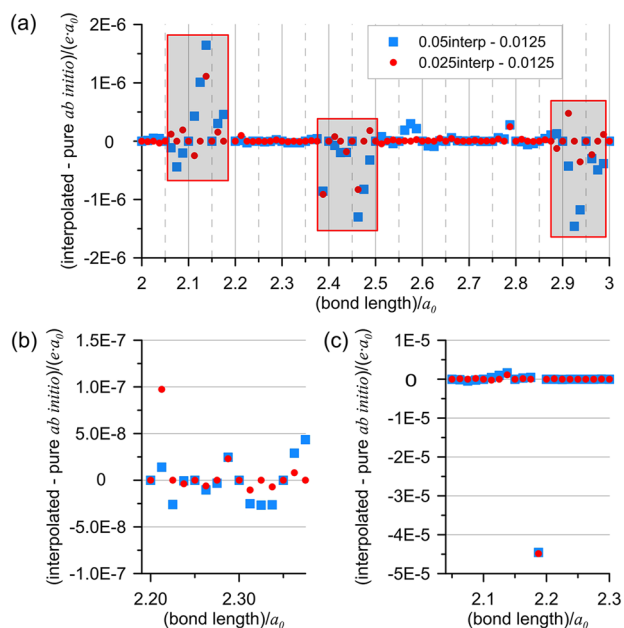 (a)
(interpolated - pure ab initio)/(e·a₀)
2E-6
1E-6
0
-1E-6
-2E-6
0.05interp - 0.0125
0.025interp - 0.0125
2 2.1 2.2 2.3 2.4 2.5 2.6 2.7 2.8 2.9 3
(bond length)/a₀
(b)
(interpolated - pure ab initio)/(e·a₀)
1.5E-7
1.0E-7
5.0E-8
0
-5.0E-8
-1.0E-7
2.20 2.30
(bond length)/a₀
(c)
(interpolated - pure ab initio)/(e·a₀)
1E-5
0
-1E-5
-2E-5
-3E-5
-4E-5
-5E-5
2.1 2.2 2.3
(bond length)/a₀